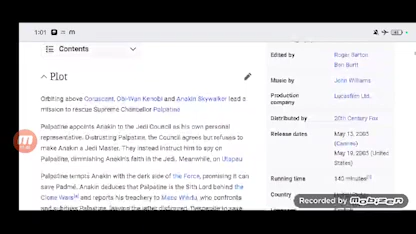 1:01
Contents
Plot
Orbiting above Coruscant, Obi-Wan Kenobi and Anakin Skywalker lead a
mission to rescue Supreme Chancellor Palpatine
Palpatine appoints Anakin to the Jedi Council as his own personal
representative. Distrusting Palpatine, the Council agrees but refuses to
make Anakin a Jedi Master. They instead instruct him to spy on
Palpatine, diminishing Anakin's faith in the Jedi. Meanwhile, on Utapau
Palpatine tempts Anakin with the dark side of the Force, promising it can
save Padmé. Anakin deduces that Palpatine is the Sith Lord behind the
Clone Wars and reports his treachery to Mace Windu, who confronts
and subdues Palpatine
Edited by
Roger Barton
Ben Burtt
Music by
John Williams
Production
company
Lucasfilm Ltd.
Distributed by
20th Century Fox
Release dates
May 13, 2005
(Cannes)
May 19, 2005 (United
States)
Running time
140 minutes
Country
United States
Recorded by mobizen